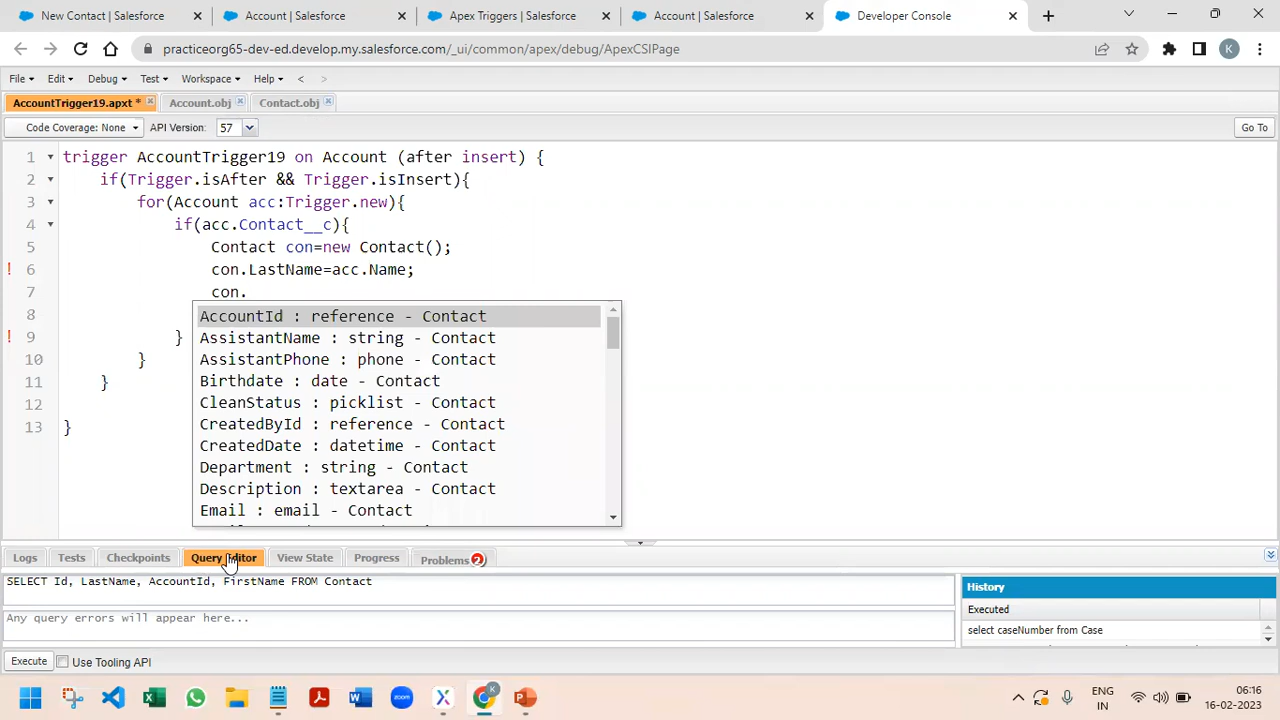 New Contact | Salesforce
Account | Salesforce
Apex Triggers | Salesforce
Account | Salesforce
Developer Console
practiceorg65-dev-ed.develop.my.salesforce.com/_ui/common/apex/debug/ApexCSIPage
K
File Edit Debug Test Workspace Help < >
AccountTrigger19.apxt * Account.obj Contact.obj
Code Coverage: None API Version: 57 Go To
1 trigger AccountTrigger19 on Account (after insert) {
2 if(Trigger.isAfter && Trigger.isInsert){
3 for(Account acc:Trigger.new){
4 if(acc.Contact__c){
5 Contact con=new Contact();
! 6 con.LastName=acc.Name;
7 con.
8
! 9 }
10 }
11 }
12
13 }
AccountId : reference - Contact
AssistantName : string - Contact
AssistantPhone : phone - Contact
Birthdate : date - Contact
CleanStatus : picklist - Contact
CreatedById : reference - Contact
CreatedDate : datetime - Contact
Department : string - Contact
Description : textarea - Contact
Email : email - Contact
Logs Tests Checkpoints Query Editor View State Progress Problems 2
SELECT Id, LastName, AccountId, FirstName FROM Contact
Any query errors will appear here...
History
Executed
select caseNumber from Case
Execute Use Tooling API
ENG
IN
06:16
16-02-2023